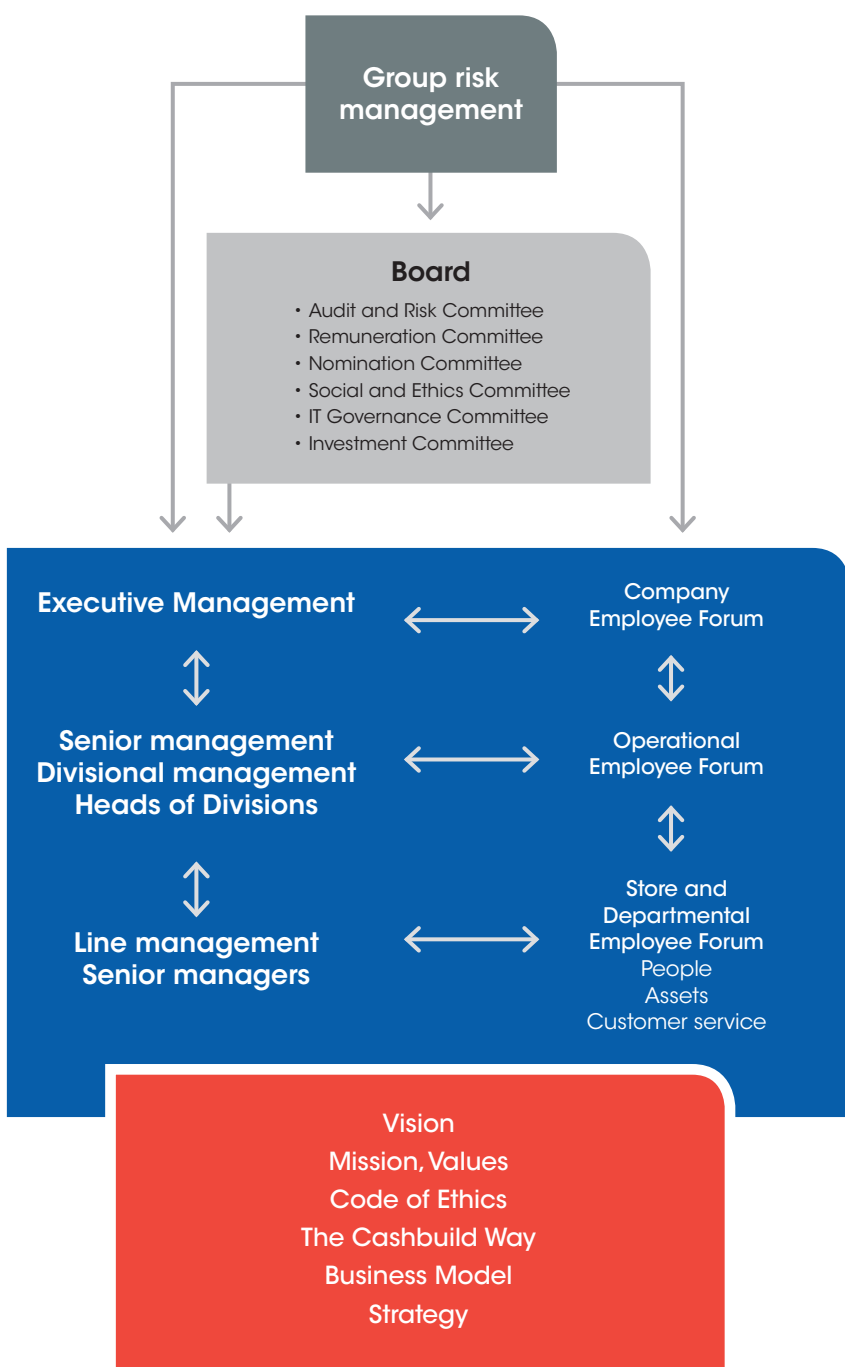 Group risk
management
Board
• Audit and Risk Committee
• Remuneration Committee
• Nomination Committee
• Social and Ethics Committee
• IT Governance Committee
• Investment Committee
Executive Management
Company
Employee Forum
Senior management
Divisional management
Heads of Divisions
Operational
Employee Forum
Line management
Senior managers
Store and
Departmental
Employee Forum
People
Assets
Customer service
Vision
Mission, Values
Code of Ethics
The Cashbuild Way
Business Model
Strategy